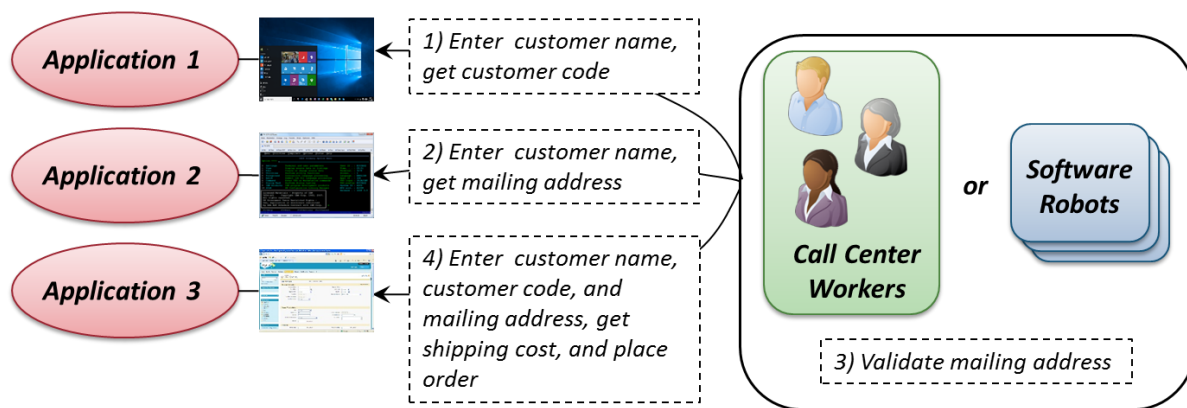 Application 1
1) Enter customer name,
get customer code
Application 2
2) Enter customer name,
get mailing address
Application 3
4) Enter customer name,
customer code, and
mailing address, get
shipping cost, and place
order
Call Center
Workers
or
Software
Robots
3) Validate mailing address